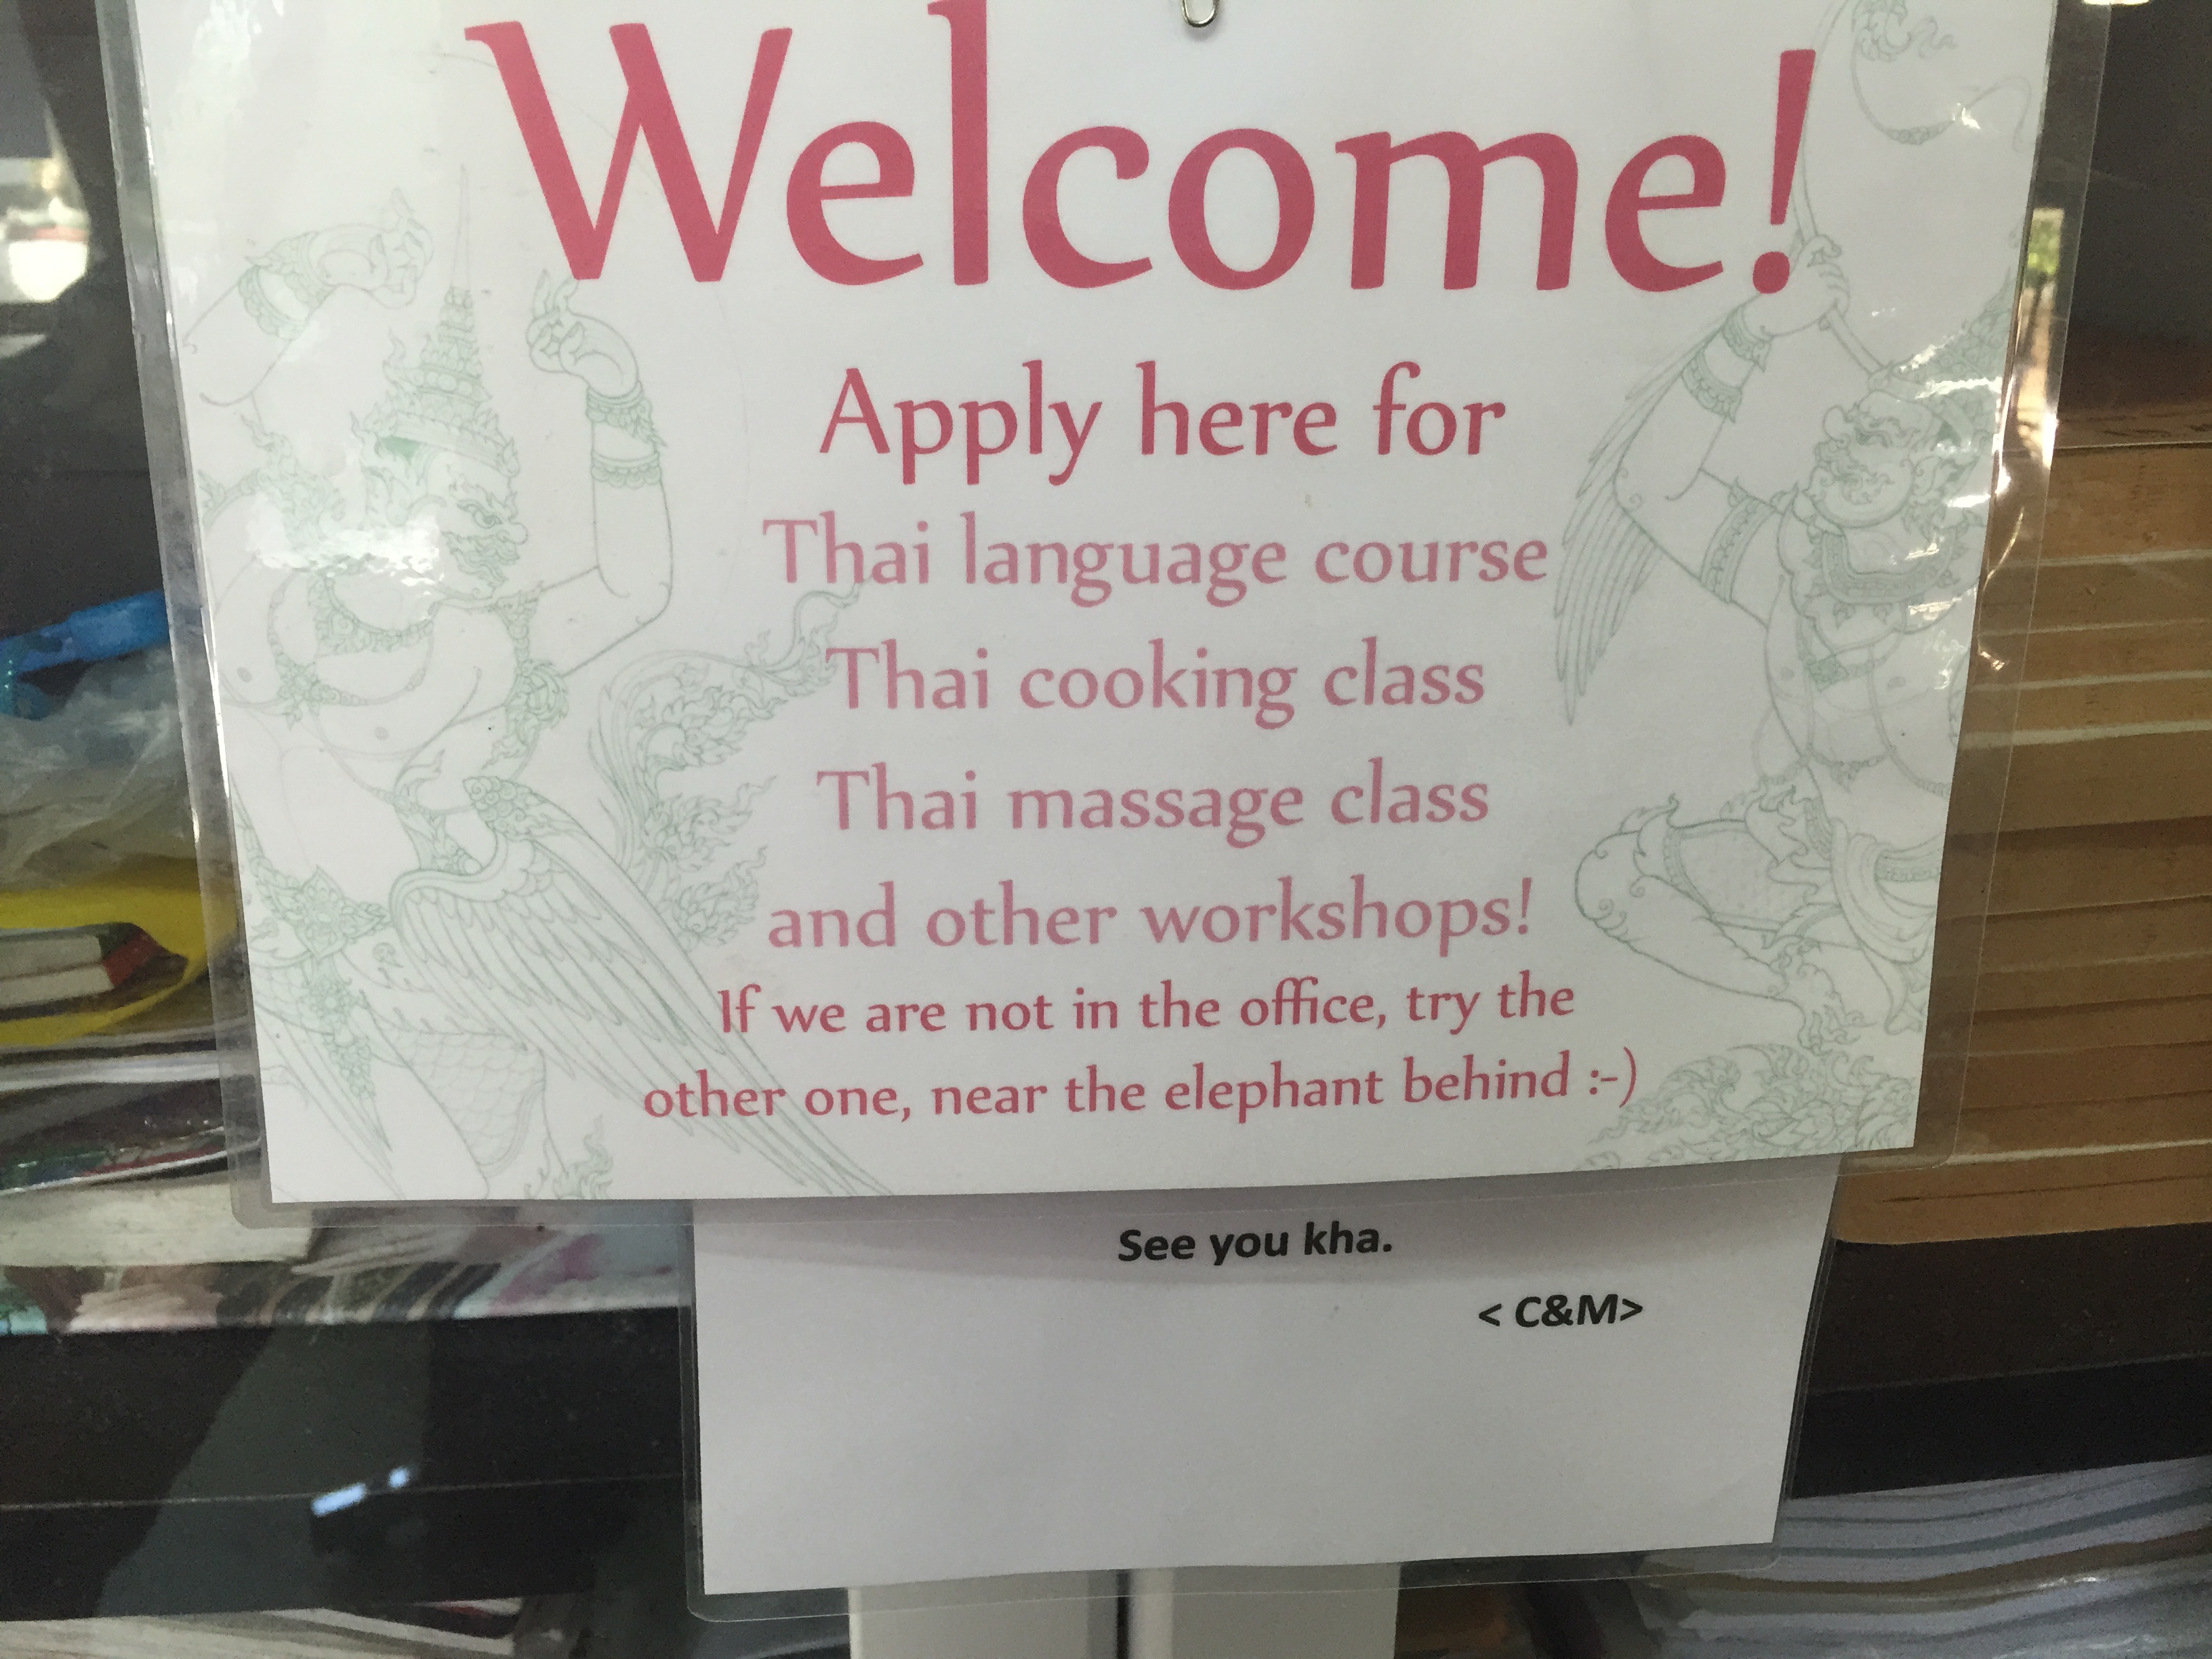 Welcome!
Apply here for
Thai language course
Thai cooking class
Thai massage class
and other workshops!
If we are not in the office, try the
other one, near the elephant behind :-)
See you kha.
< C&M>